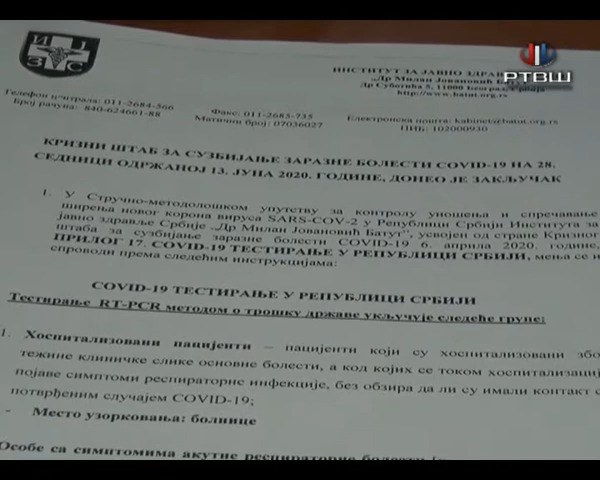 И Ј
З С
РТВШ
ИНСТИТУТ ЗА ЈАВНО ЗДРА
„Др Милан Јовановић Батут"
Др Суботића 5, 11000 Београд, Србија
http://www.batut.org.rs
Телефон централа: 011-2684-566
Број рачуна: 840-624661-88
Факс: 011-2685-735
Матични број: 07036027
Електронска пошта: kabinet@batut.org.rs
ПИБ: 102000930
КРИЗНИ ШТАБ ЗА СУЗБИЈАЊЕ ЗАРАЗНЕ БОЛЕСТИ COVID-19 НА 28.
СЕДНИЦИ ОДРЖАНОЈ 13. ЈУНА 2020. ГОДИНЕ, ДОНЕО ЈЕ ЗАКЉУЧАК
1. У Стручно-методолошком упутству за контролу уношења и спречавање
ширења новог корона вируса SARS-COV-2 у Републици Србији Института за
јавно здравље Србије „Др Милан Јовановић Батут", усвојен од стране Кризног
штаба за сузбијање заразне болести COVID-19 6. априла 2020. године,
ПРИЛОГ 17. COVID-19 ТЕСТИРАЊЕ У РЕПУБЛИЦИ СРБИЈИ, мења се и
спроводи према следећим инструкцијама:
COVID-19 ТЕСТИРАЊЕ У РЕПУБЛИЦИ СРБИЈИ
Тестирање RT-PCR методом о трошку државе укључује следеће групе:
1. Хоспитализовани пацијенти – пацијенти који су хоспитализовани збо
тежине клиничке слике основне болести, а код којих се током хоспитализациј
појаве симптоми респираторне инфекције, без обзира да ли су имали контакт с
потврђеним случајем COVID-19;
- Место узорковања: болнице
Особе са симптомима акутне респираторне болести